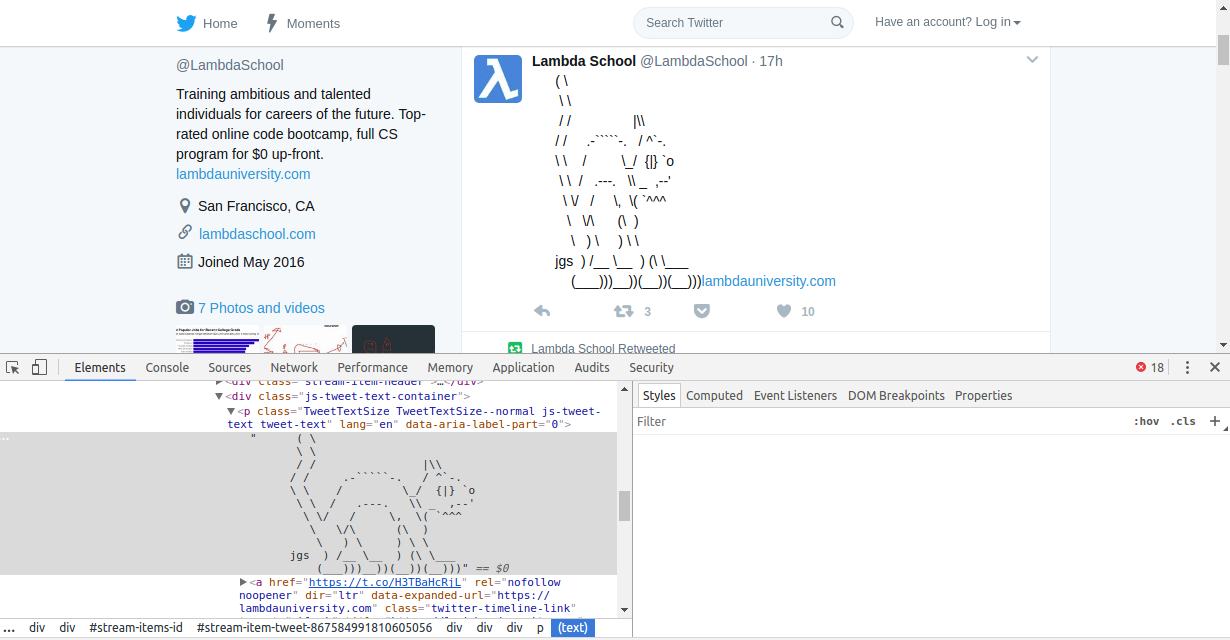 Home
Moments
Search Twitter
Have an account? Log in
@LambdaSchool
Training ambitious and talented
individuals for careers of the future. Top-
rated online code bootcamp, full CS
program for $0 up-front.
lambdauniversity.com
San Francisco, CA
lambdaschool.com
Joined May 2016
7 Photos and videos
Lambda School @LambdaSchool · 17h
( \
\ \
/ /                |\\
/ /     .-`````-.   / ^`-.
\ \    /         \_/  {|} `o
\ \  /   .---.   \\ _  ,--'
\ \/   /     \,  \( `^^^
\   \/\      (\  )
\   ) \     ) \ \
jgs  ) /__ \__  ) (\ \___
(___)))__))(__))(__)))lambdauniversity.com
3
10
Lambda School Retweeted
Elements
Console
Sources
Network
Performance
Memory
Application
Audits
Security
18
<div class="stream-item-header">…</div>
<div class="js-tweet-text-container">
<p class="TweetTextSize TweetTextSize--normal js-tweet-
text tweet-text" lang="en" data-aria-label-part="0">
"      ( \
\ \
/ /                |\\
/ /     .-`````-.   / ^`-.
\ \    /         \_/  {|} `o
\ \  /   .---.   \\ _  ,--'
\ \/   /     \,  \( `^^^
\   \/\      (\  )
\   ) \     ) \ \
jgs  ) /__ \__  ) (\ \___
(___)))__))(__))(__)))" == $0
<a href="https://t.co/H3TBaHcRjL" rel="nofollow
noopener" dir="ltr" data-expanded-url="https://
lambdauniversity.com" class="twitter-timeline-link"
... div div #stream-items-id #stream-item-tweet-867584991810605056 div div div p (text)
Styles
Computed
Event Listeners
DOM Breakpoints
Properties
Filter
:hov .cls +